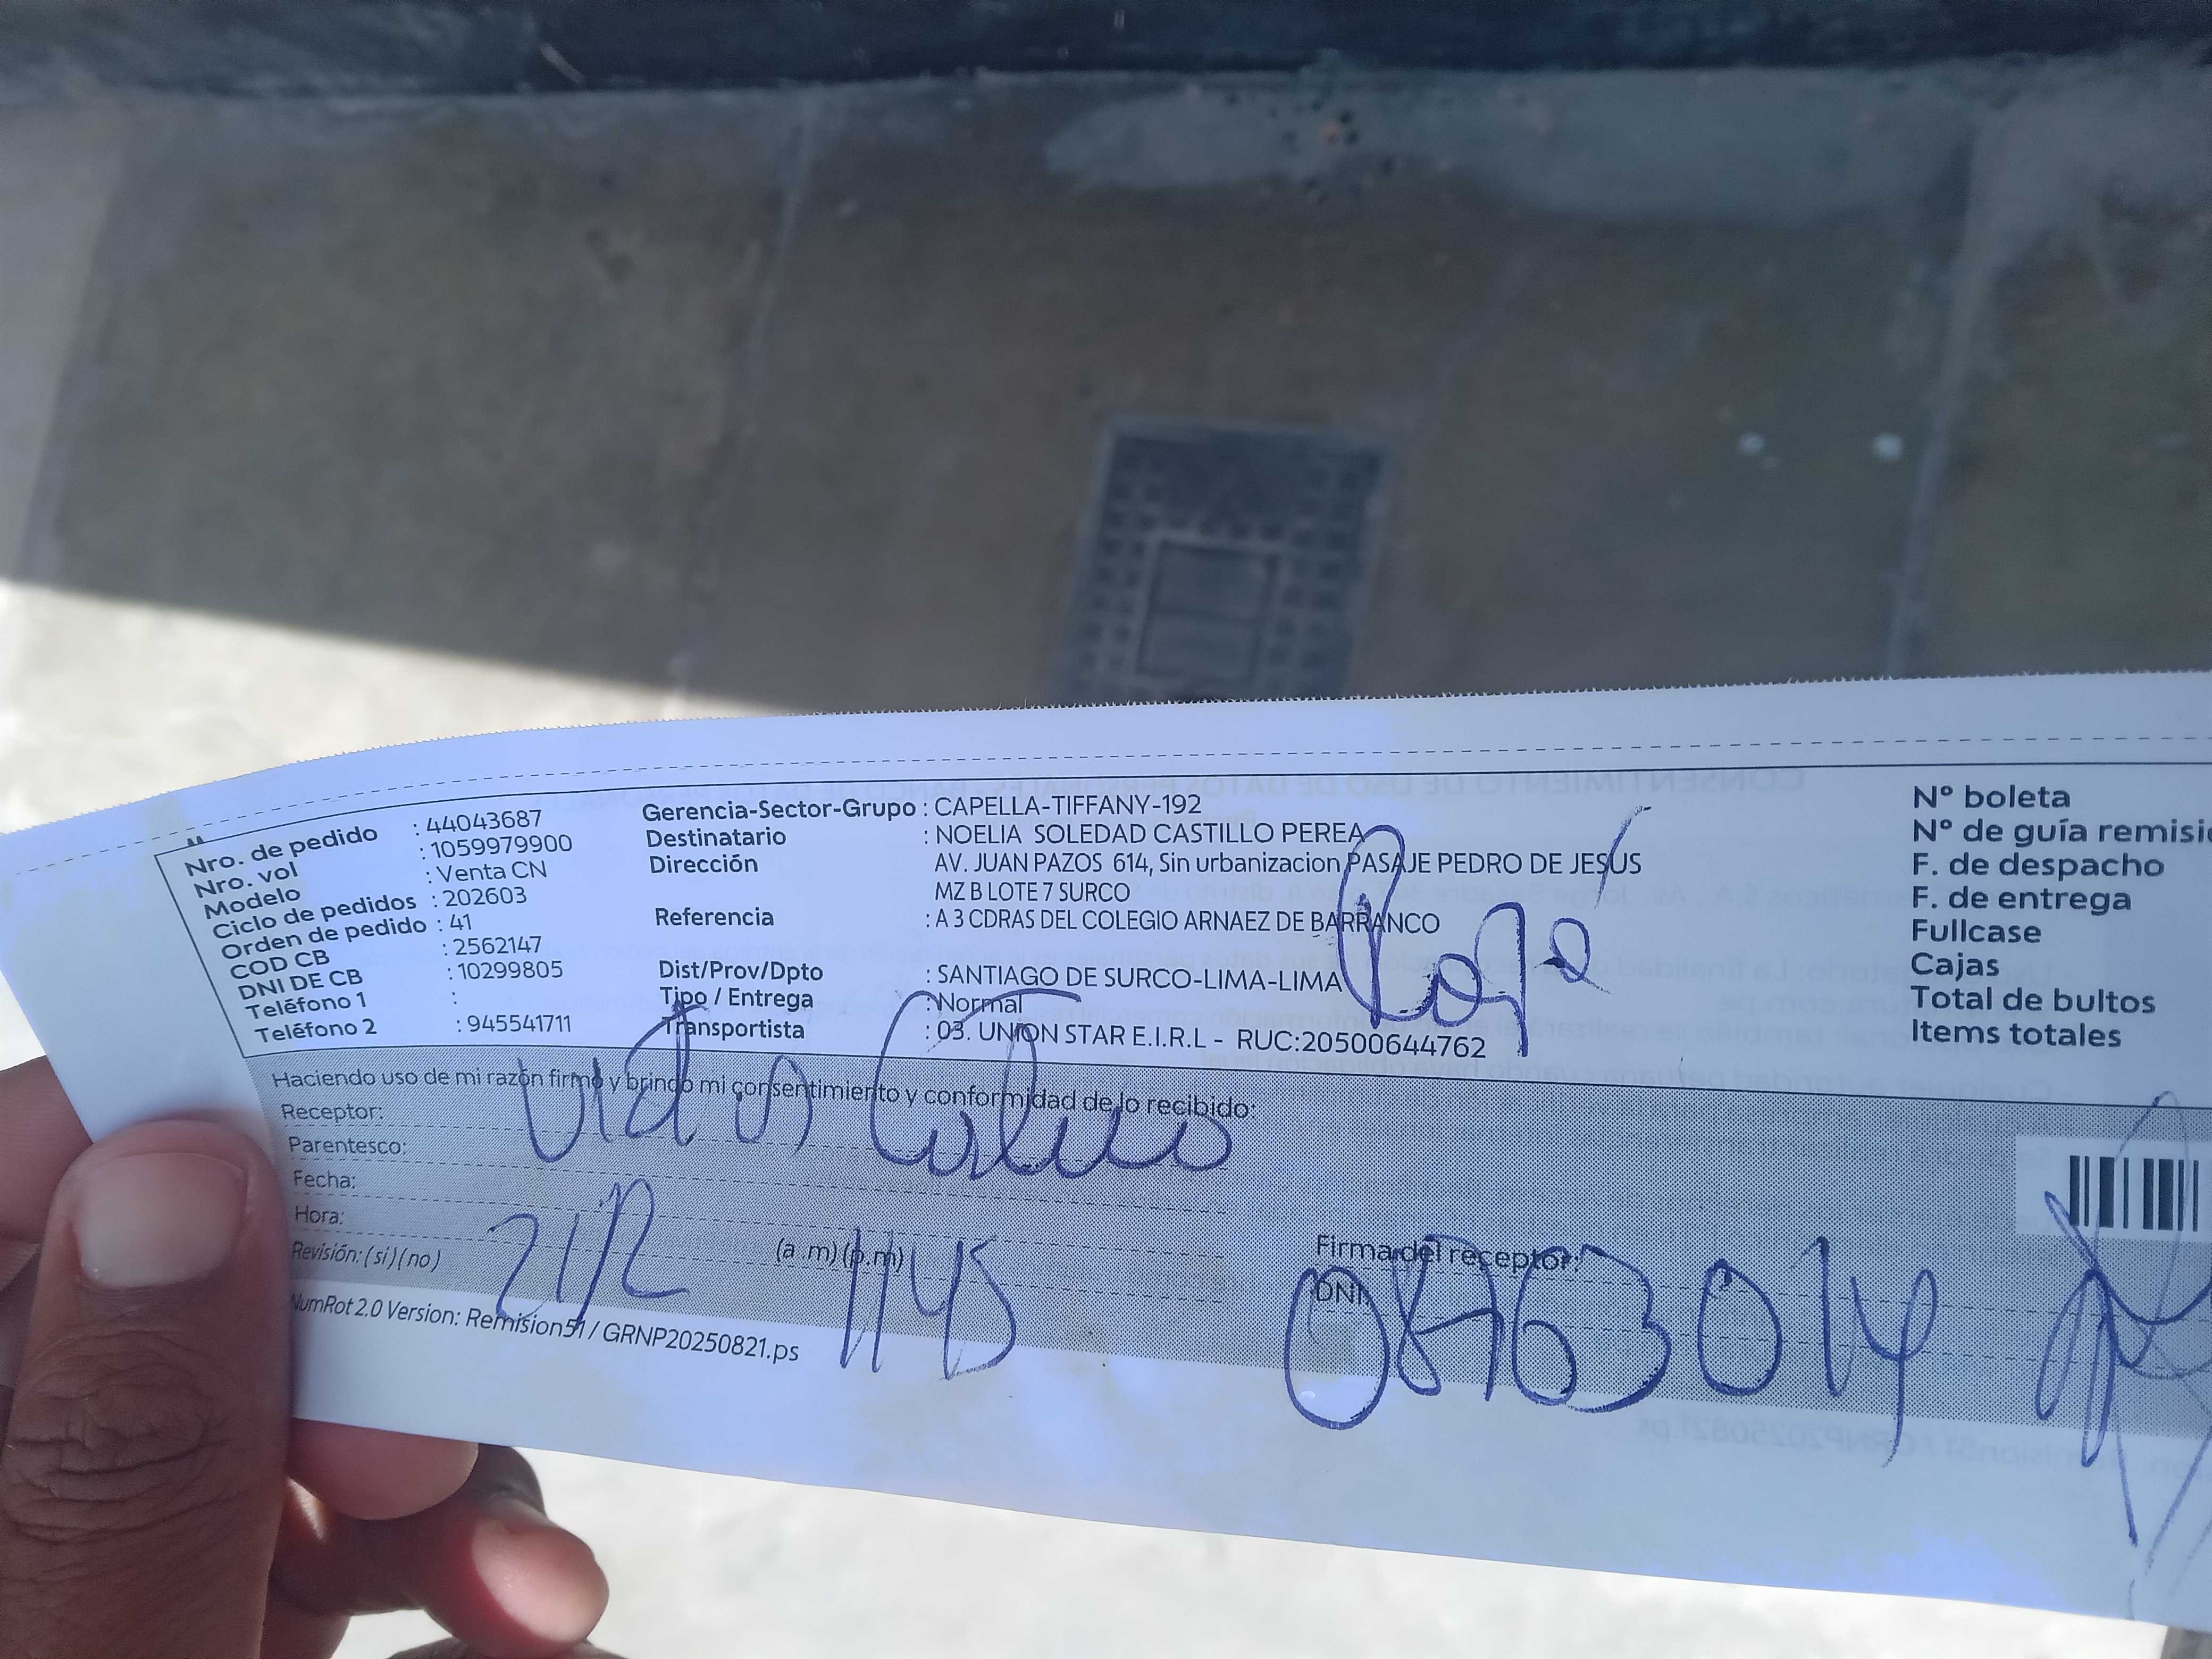 Nro. de pedido : 44043687
Nro. vol : 1059979900
Modelo : Venta CN
Ciclo de pedidos : 202603
Orden de pedido : 41
COD CB : 2562147
DNI DE CB : 10299805
Teléfono 1 :
Teléfono 2 : 945541711
Gerencia-Sector-Grupo : CAPELLA-TIFFANY-192
Destinatario : NOELIA SOLEDAD CASTILLO PEREA
Dirección : AV. JUAN PAZOS 614, Sin urbanizacion PASAJE PEDRO DE JESÚS
MZ B LOTE 7 SURCO
Referencia : A 3 CDRAS DEL COLEGIO ARNAEZ DE BARRANCO
Dist/Prov/Dpto : SANTIAGO DE SURCO-LIMA-LIMA
Tipo / Entrega : Normal
Transportista : 03. UNION STAR E.I.R.L - RUC:20500644762
Nº boleta
Nº de guía remisi
F. de despacho
F. de entrega
Fullcase
Cajas
Total de bultos
Items totales
Haciendo uso de mi razón firmo y brindo mi consentimiento y conformidad de lo recibido:
Receptor:
Parentesco:
Fecha:
Hora: 21/2 (a.m) (p.m) 1145
Revisión: (si) (no)
Firma del receptor:
DNI:
NumRot 2.0 Version: Remision51 / GRNP20250821.ps